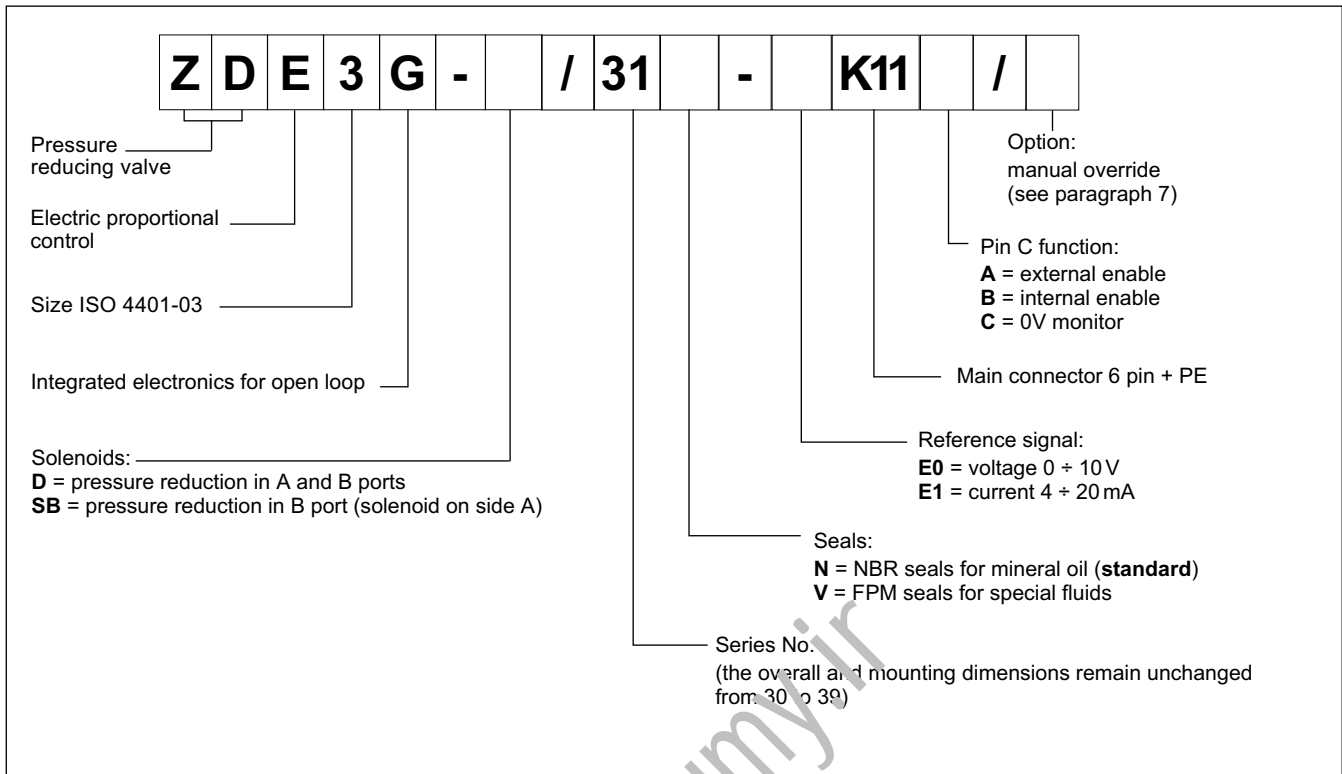 Z D E 3 G - / 31 - K11 /
Pressure
reducing valve
Electric proportional
control
Size ISO 4401-03
Integrated electronics for open loop
Solenoids:
D = pressure reduction in A and B ports
SB = pressure reduction in B port (solenoid on side A)
Option:
manual override
(see paragraph 7)
Pin C function:
A = external enable
B = internal enable
C = 0V monitor
Main connector 6 pin + PE
Reference signal:
E0 = voltage 0 ÷ 10 V
E1 = current 4 ÷ 20 mA
Seals:
N = NBR seals for mineral oil (standard)
V = FPM seals for special fluids
Series No.:
(the overall and mounting dimensions remain unchanged
from 30 to 39)
my.ir